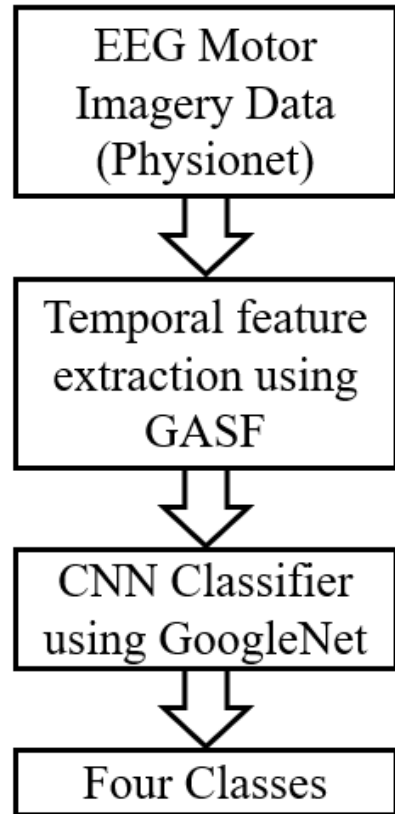 EEG Motor
Imagery Data
(Physionet)
Temporal feature
extraction using
GASF
CNN Classifier
using GoogleNet
Four Classes